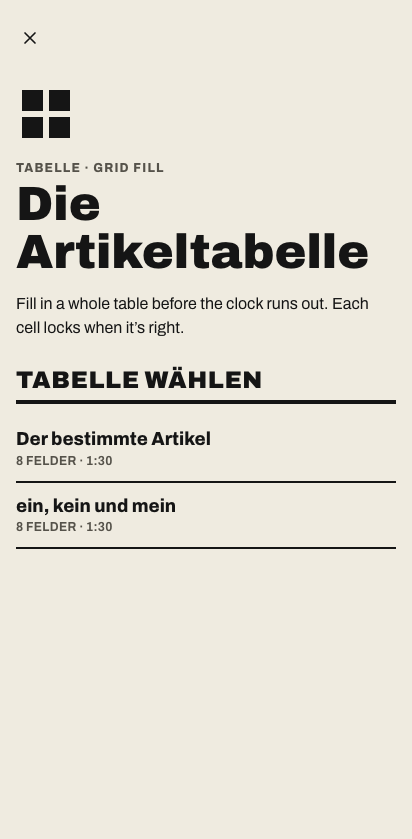 TABELLE · GRID FILL
Die
Artikeltabelle
Fill in a whole table before the clock runs out. Each
cell locks when it’s right.
TABELLE WÄHLEN
Der bestimmte Artikel
8 FELDER · 1:30
ein, kein und mein
8 FELDER · 1:30